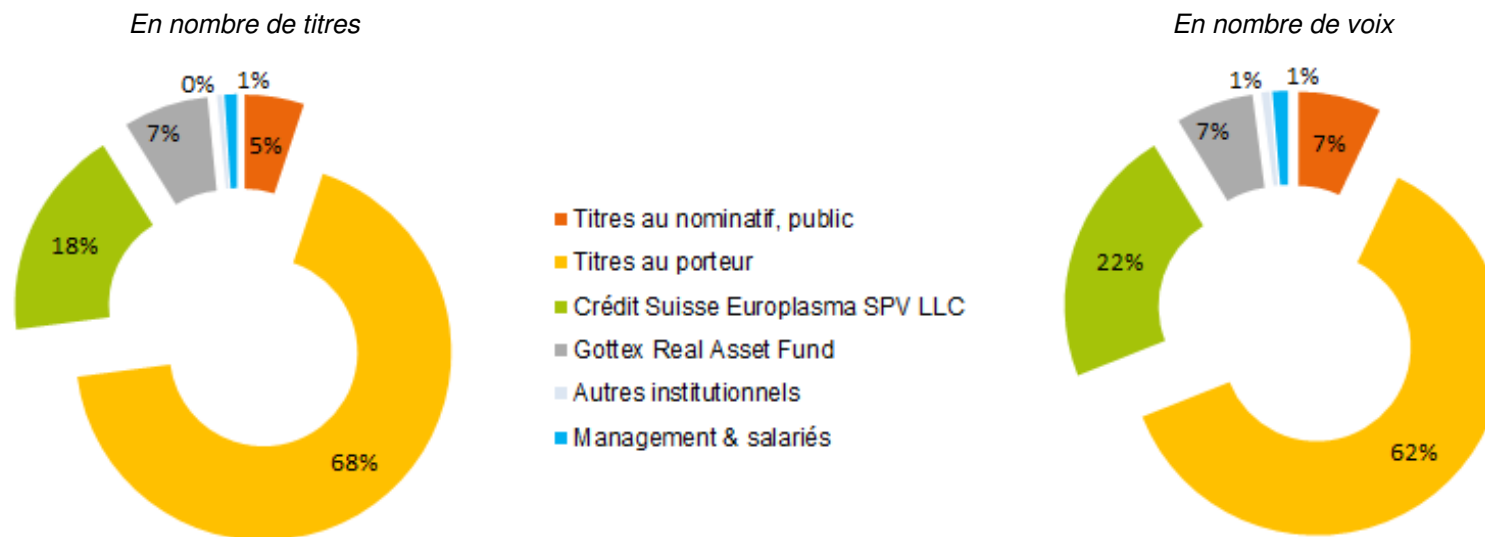 En nombre de titres
0%
1%
7%
5%
18%
68%
Titres au nominatif, public
Titres au porteur
Crédit Suisse Europlasma SPV LLC
Gottex Real Asset Fund
Autres institutionnels
Management & salariés
En nombre de voix
1%
1%
7%
7%
22%
62%